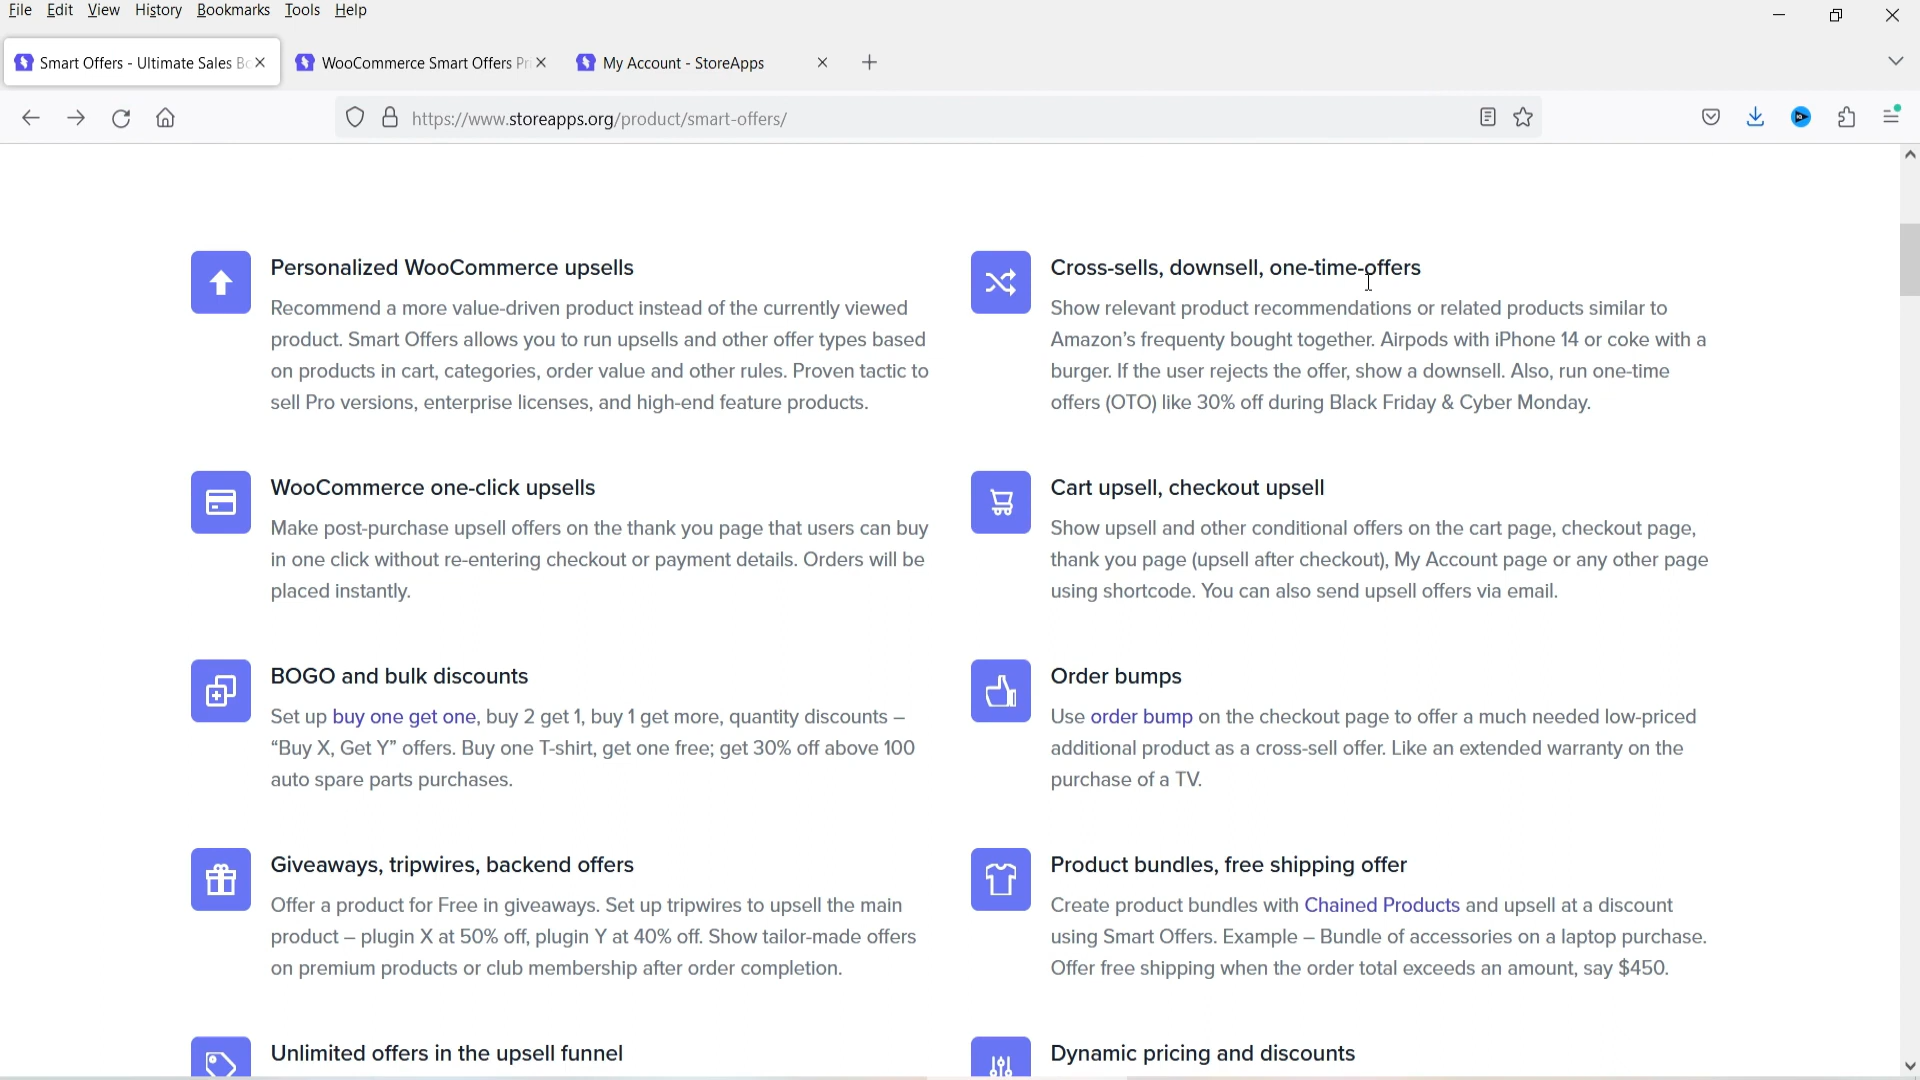 File Edit View History Bookmarks Tools Help
Smart Offers - Ultimate Sales Bo
WooCommerce Smart Offers Pri
My Account - StoreApps
https://www.storeapps.org/product/smart-offers/
Personalized WooCommerce upsells
Recommend a more value-driven product instead of the currently viewed
product. Smart Offers allows you to run upsells and other offer types based
on products in cart, categories, order value and other rules. Proven tactic to
sell Pro versions, enterprise licenses, and high-end feature products.
Cross-sells, downsell, one-time-offers
Show relevant product recommendations or related products similar to
Amazon's frequenty bought together. Airpods with iPhone 14 or coke with a
burger. If the user rejects the offer, show a downsell. Also, run one-time
offers (OTO) like 30% off during Black Friday & Cyber Monday.
WooCommerce one-click upsells
Make post-purchase upsell offers on the thank you page that users can buy
in one click without re-entering checkout or payment details. Orders will be
placed instantly.
Cart upsell, checkout upsell
Show upsell and other conditional offers on the cart page, checkout page,
thank you page (upsell after checkout), My Account page or any other page
using shortcode. You can also send upsell offers via email.
BOGO and bulk discounts
Set up buy one get one, buy 2 get 1, buy 1 get more, quantity discounts –
“Buy X, Get Y” offers. Buy one T-shirt, get one free; get 30% off above 100
auto spare parts purchases.
Order bumps
Use order bump on the checkout page to offer a much needed low-priced
additional product as a cross-sell offer. Like an extended warranty on the
purchase of a TV.
Giveaways, tripwires, backend offers
Offer a product for Free in giveaways. Set up tripwires to upsell the main
product – plugin X at 50% off, plugin Y at 40% off. Show tailor-made offers
on premium products or club membership after order completion.
Product bundles, free shipping offer
Create product bundles with Chained Products and upsell at a discount
using Smart Offers. Example – Bundle of accessories on a laptop purchase.
Offer free shipping when the order total exceeds an amount, say $450.
Unlimited offers in the upsell funnel
Dynamic pricing and discounts